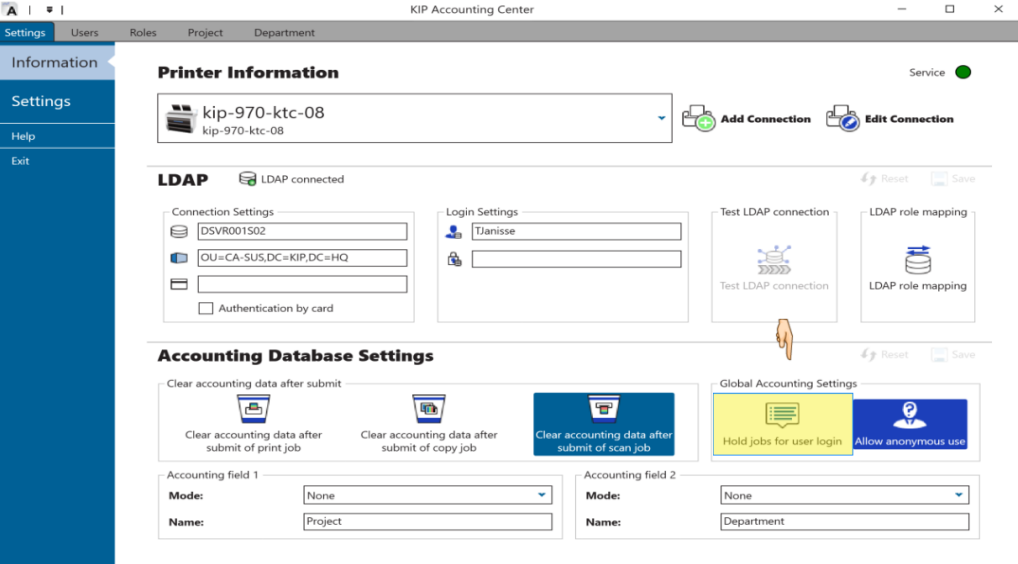 A
KIP Accounting Center
Settings
Users
Roles
Project
Department
Information
Settings
Help
Exit
Printer Information
Service
kip-970-ktc-08
kip-970-ktc-08
Add Connection
Edit Connection
LDAP
LDAP connected
Reset
Save
Connection Settings
DSVR001S02
OU=CA-SUS,DC=KIP,DC=HQ
Authentication by card
Login Settings
TJanisse
Test LDAP connection
Test LDAP connection
LDAP role mapping
LDAP role mapping
Accounting Database Settings
Reset
Save
Clear accounting data after submit
Clear accounting data after
submit of print job
Clear accounting data after
submit of copy job
Clear accounting data after
submit of scan job
Global Accounting Settings
Hold jobs for user login
Allow anonymous use
Accounting field 1
Mode:
None
Name:
Project
Accounting field 2
Mode:
None
Name:
Department